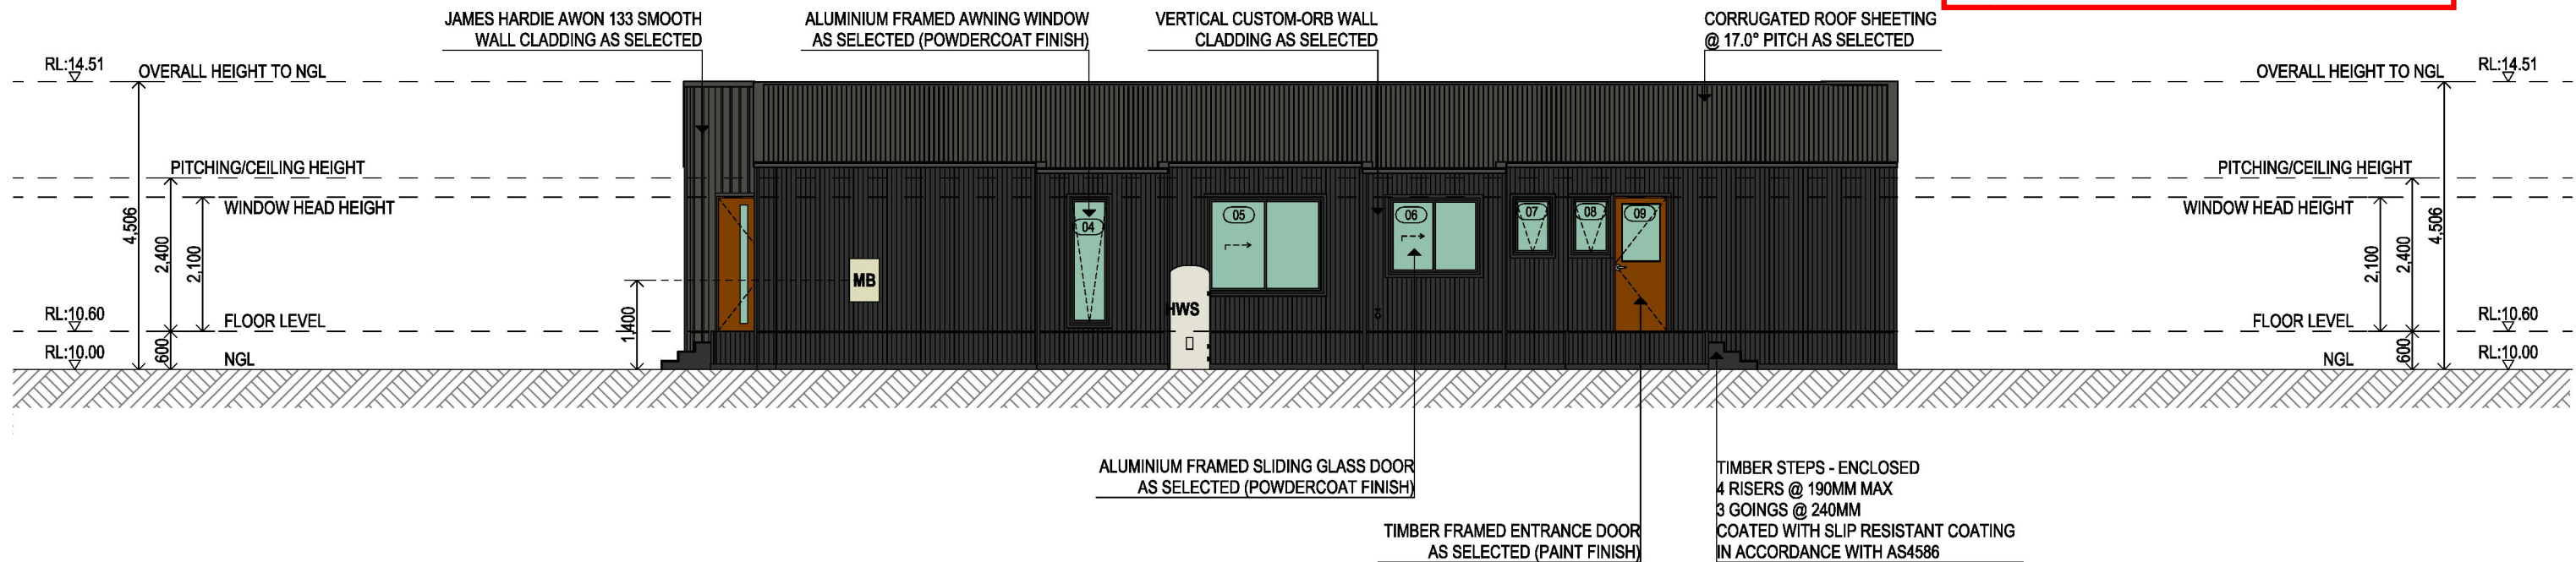 JAMES HARDIE AWON 133 SMOOTH
WALL CLADDING AS SELECTED
ALUMINIUM FRAMED AWNING WINDOW
AS SELECTED (POWDERCOAT FINISH)
VERTICAL CUSTOM-ORB WALL
CLADDING AS SELECTED
CORRUGATED ROOF SHEETING
@ 17.0° PITCH AS SELECTED
RL:14.51
OVERALL HEIGHT TO NGL
OVERALL HEIGHT TO NGL
RL:14.51
PITCHING/CEILING HEIGHT
PITCHING/CEILING HEIGHT
WINDOW HEAD HEIGHT
WINDOW HEAD HEIGHT
4,506
2,400
2,100
2,100
2,400
4,506
04
05
06
07
08
09
MB
HWS
1,400
RL:10.60
FLOOR LEVEL
FLOOR LEVEL
RL:10.60
600
600
RL:10.00
NGL
NGL
RL:10.00
ALUMINIUM FRAMED SLIDING GLASS DOOR
AS SELECTED (POWDERCOAT FINISH)
TIMBER FRAMED ENTRANCE DOOR
AS SELECTED (PAINT FINISH)
TIMBER STEPS - ENCLOSED
4 RISERS @ 190MM MAX
3 GOINGS @ 240MM
COATED WITH SLIP RESISTANT COATING
IN ACCORDANCE WITH AS4586